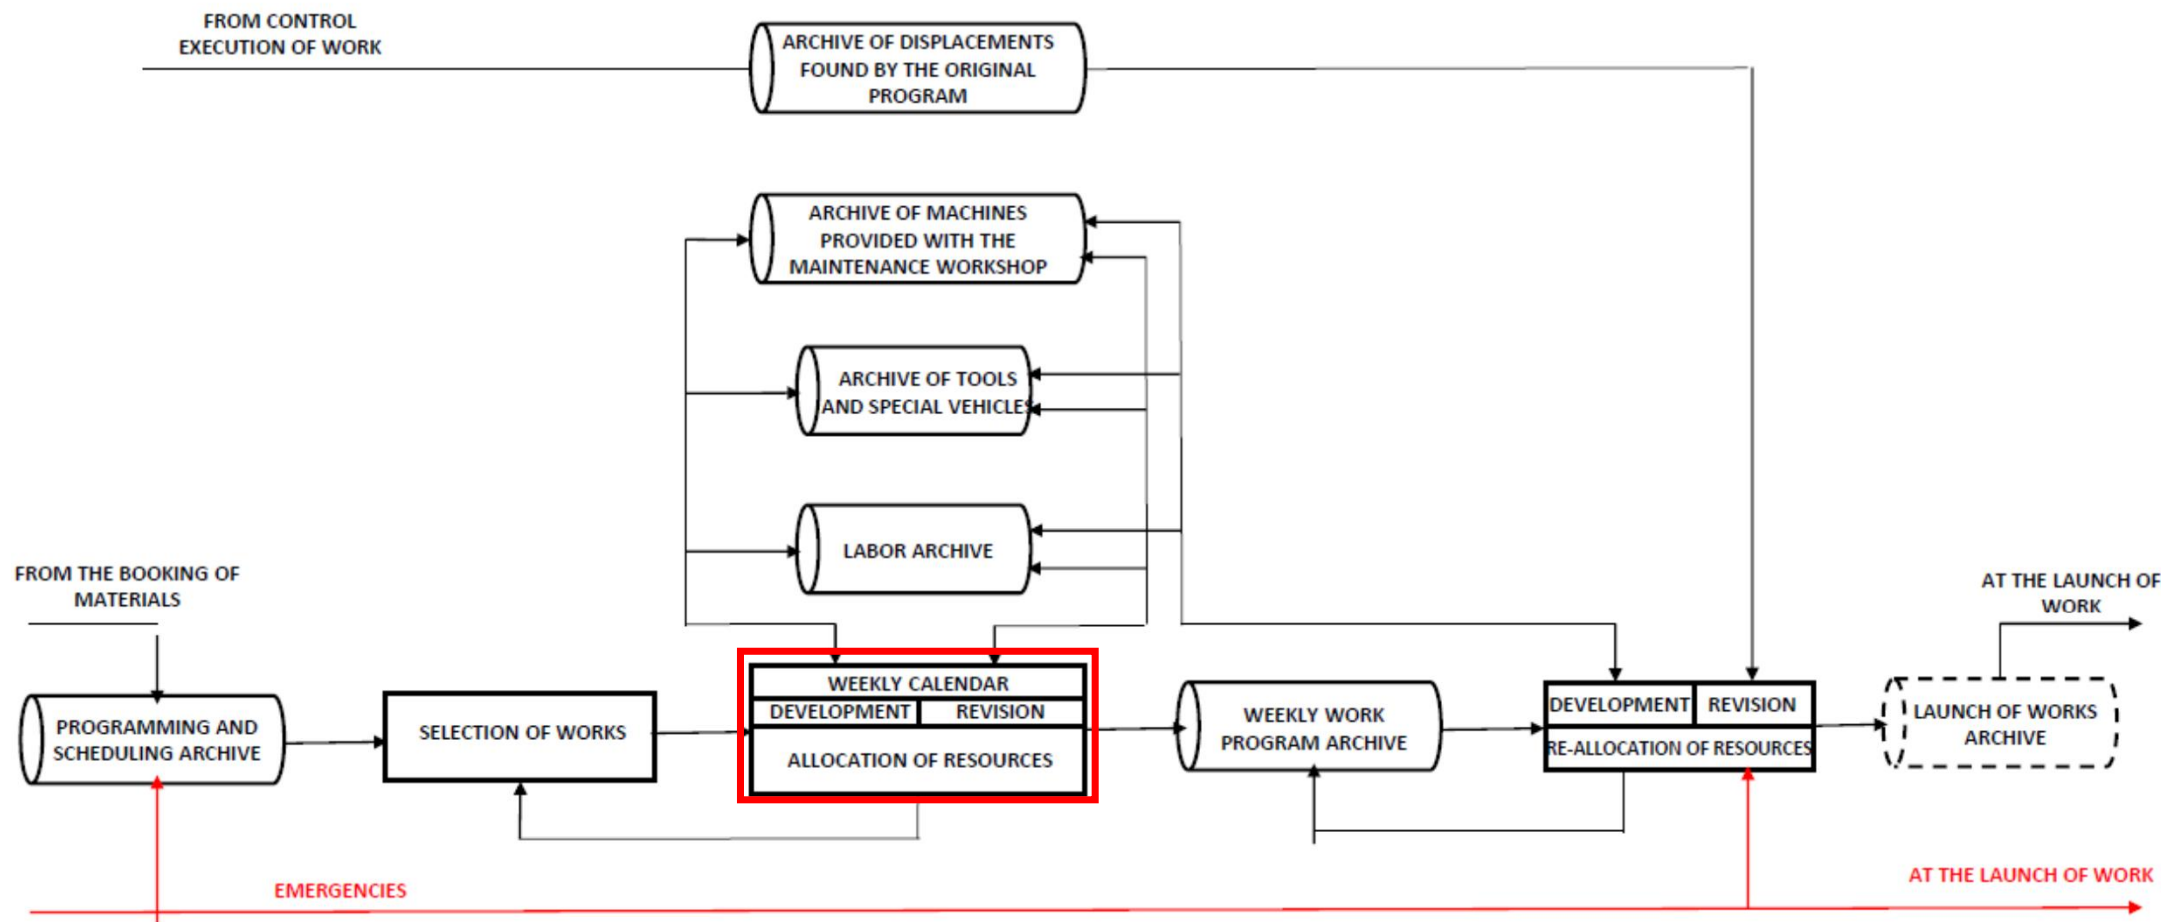 FROM CONTROL
EXECUTION OF WORK
ARCHIVE OF DISPLACEMENTS
FOUND BY THE ORIGINAL
PROGRAM
ARCHIVE OF MACHINES
PROVIDED WITH THE
MAINTENANCE WORKSHOP
ARCHIVE OF TOOLS
AND SPECIAL VEHICLES
LABOR ARCHIVE
FROM THE BOOKING OF
MATERIALS
AT THE LAUNCH OF
WORK
PROGRAMMING AND
SCHEDULING ARCHIVE
SELECTION OF WORKS
WEEKLY CALENDAR
DEVELOPMENT
REVISION
ALLOCATION OF RESOURCES
WEEKLY WORK
PROGRAM ARCHIVE
DEVELOPMENT
REVISION
RE-ALLOCATION OF RESOURCES
LAUNCH OF WORKS
ARCHIVE
EMERGENCIES
AT THE LAUNCH OF WORK